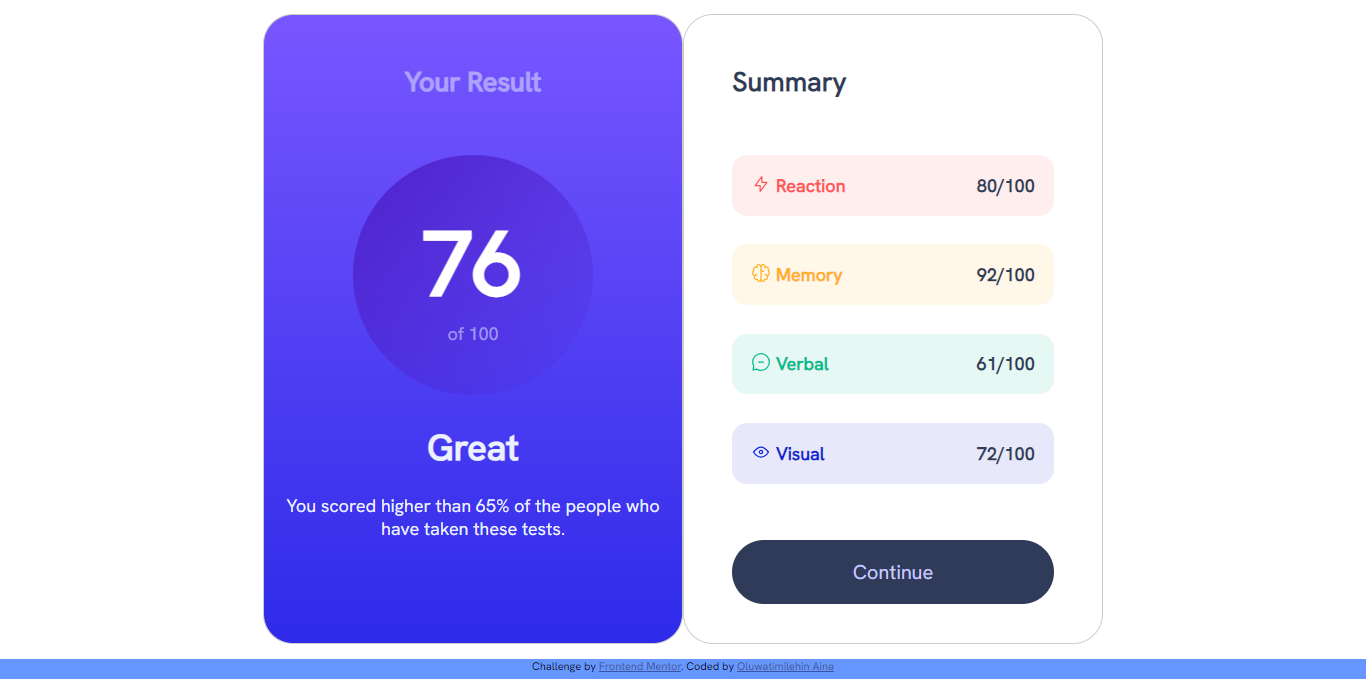 Your Result
76
of 100
Great
You scored higher than 65% of the people who
have taken these tests.
Summary
Reaction 80/100
Memory 92/100
Verbal 61/100
Visual 72/100
Continue
Challenge by Frontend Mentor. Coded by Oluwatimilehin Aina